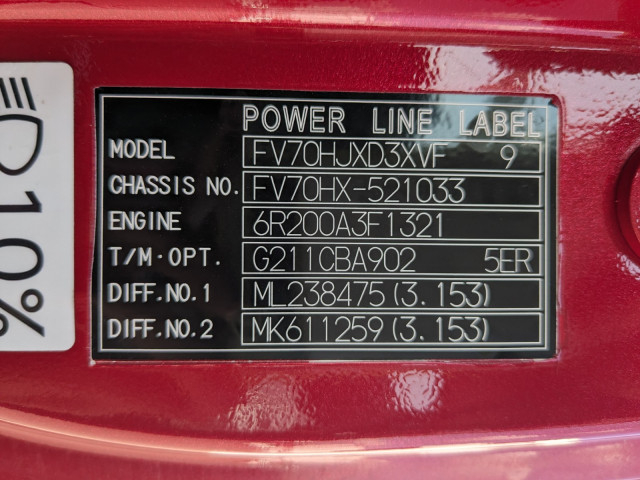 POWER LINE LABEL
MODEL FV70HJXD3XVF 9
CHASSIS NO. FV70HX-521033
ENGINE 6R200A3F1321
T/M·OPT. G211CBA902 5ER
DIFF.NO.1 ML238475(3.153)
DIFF.NO.2 MK611259(3.153)
10%